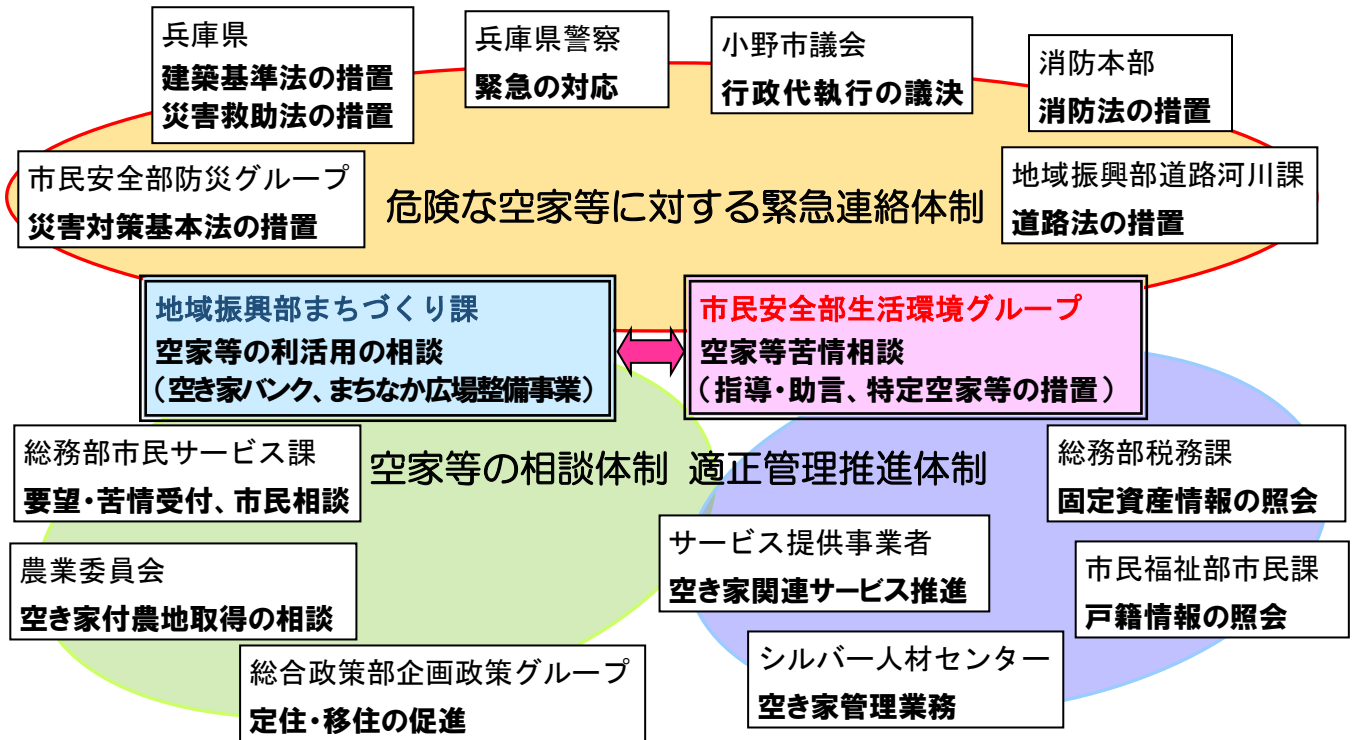 兵庫県
建築基準法の措置
災害救助法の措置
兵庫県警察
緊急の対応
小野市議会
行政代執行の議決
消防本部
消防法の措置
市民安全部防災グループ
災害対策基本法の措置
危険な空家等に対する緊急連絡体制
地域振興部道路河川課
道路法の措置
地域振興部まちづくり課
空家等の利活用の相談
（空き家バンク、まちなか広場整備事業）
市民安全部生活環境グループ
空家等苦情相談
（指導・助言、特定空家等の措置）
総務部市民サービス課
要望・苦情受付、市民相談
空家等の相談体制
適正管理推進体制
総務部税務課
固定資産情報の照会
農業委員会
空き家付農地取得の相談
サービス提供事業者
空き家関連サービス推進
市民福祉部市民課
戸籍情報の照会
総合政策部企画政策グループ
定住・移住の促進
シルバー人材センター
空き家管理業務